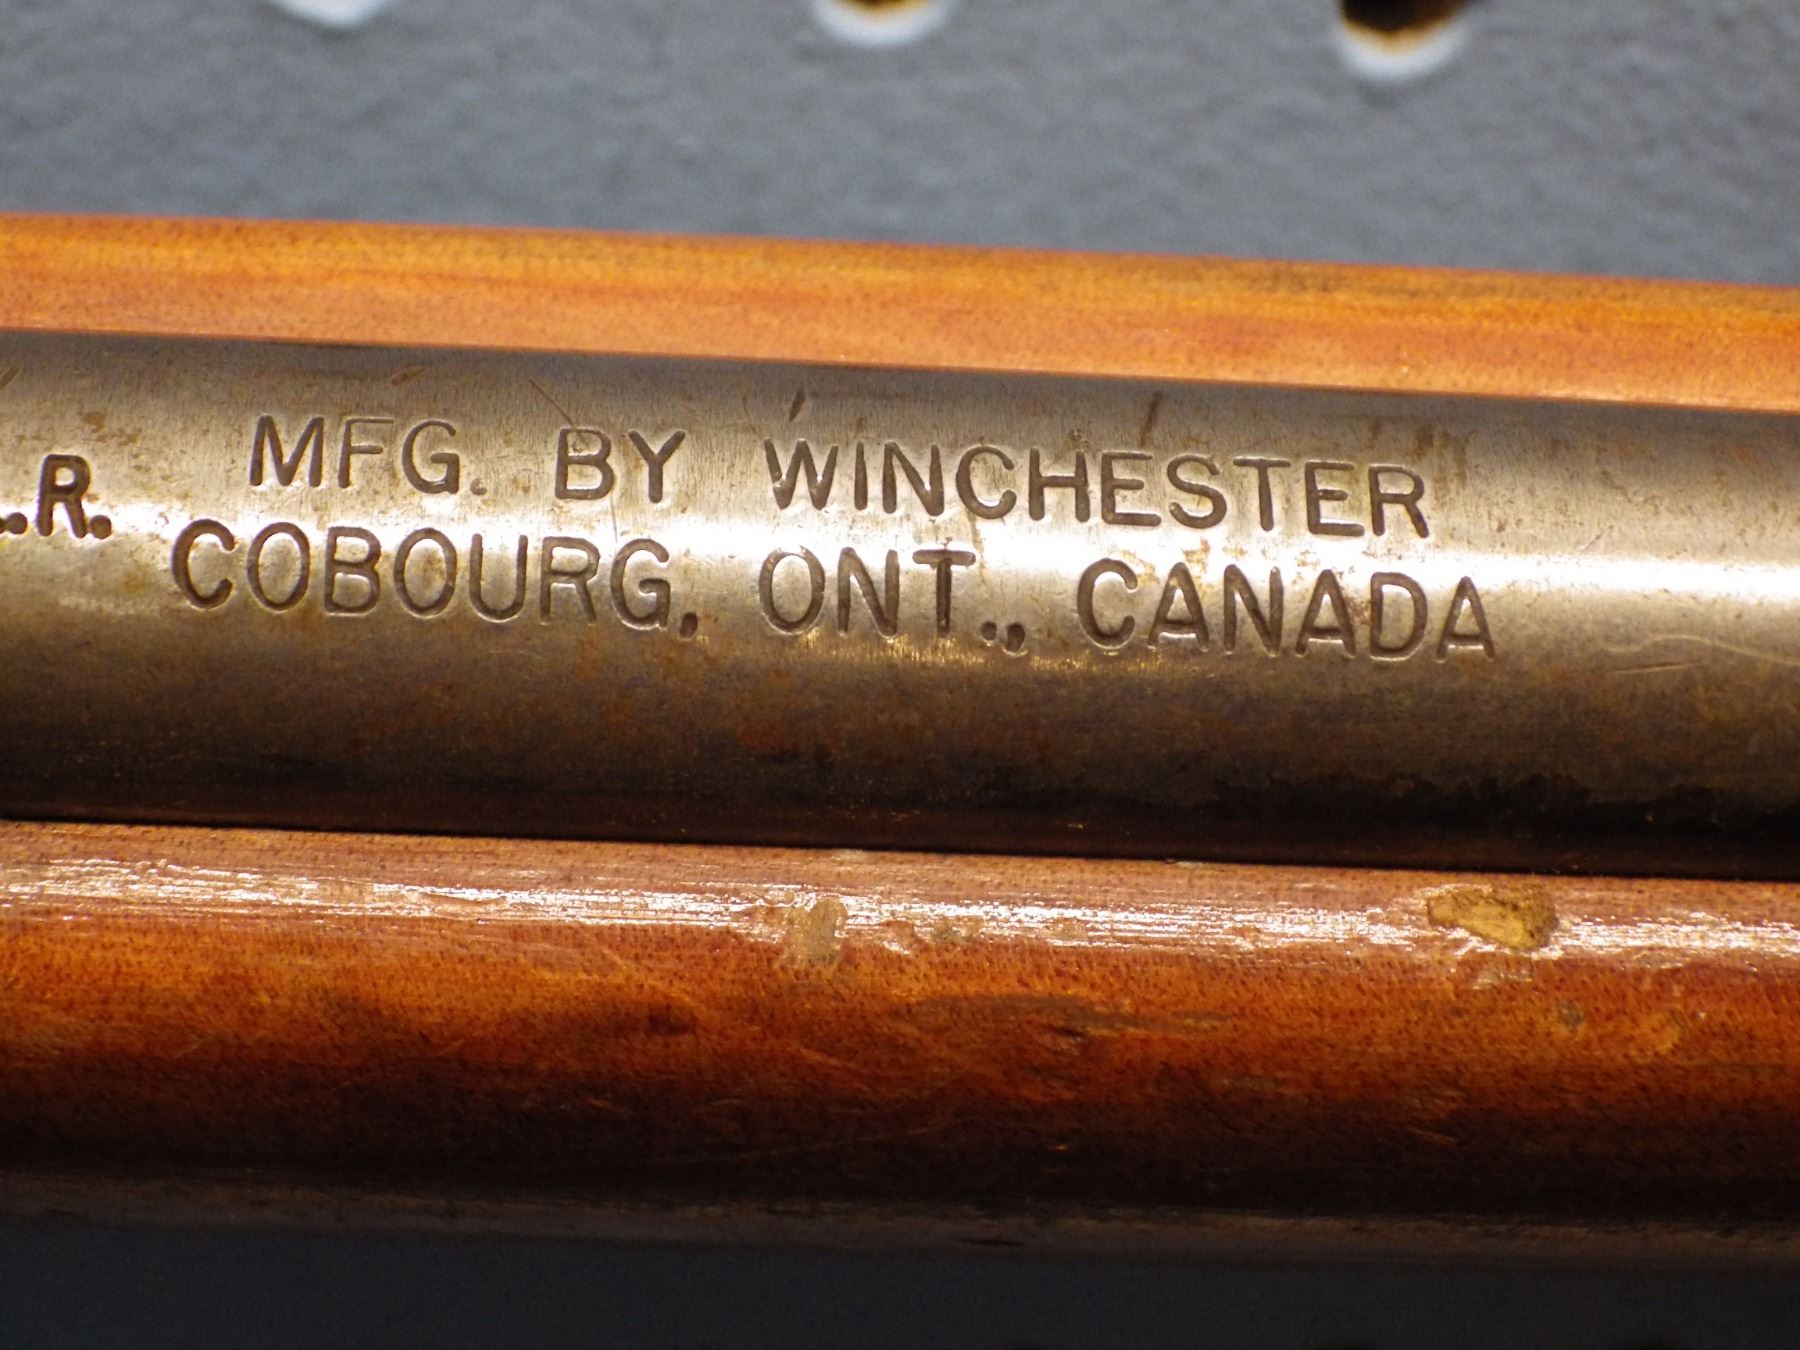 .R. MFG. BY WINCHESTER
COBOURG, ONT., CANADA